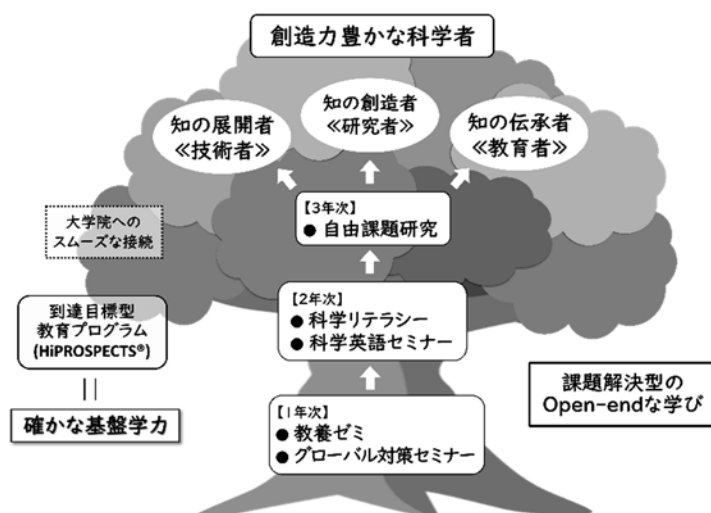 創造力豊かな科学者
知の展開者
≪技術者≫
知の創造者
≪研究者≫
知の伝承者
≪教育者≫
【3年次】
● 自由課題研究
大学院への
スムーズな接続
【2年次】
● 科学リテラシー
● 科学英語セミナー
到達目標型
教育プログラム
(HiPROSPECTS®)
||
確かな基盤学力
【1年次】
● 教養ゼミ
● グローバル対策セミナー
課題解決型の
Open-endな学び